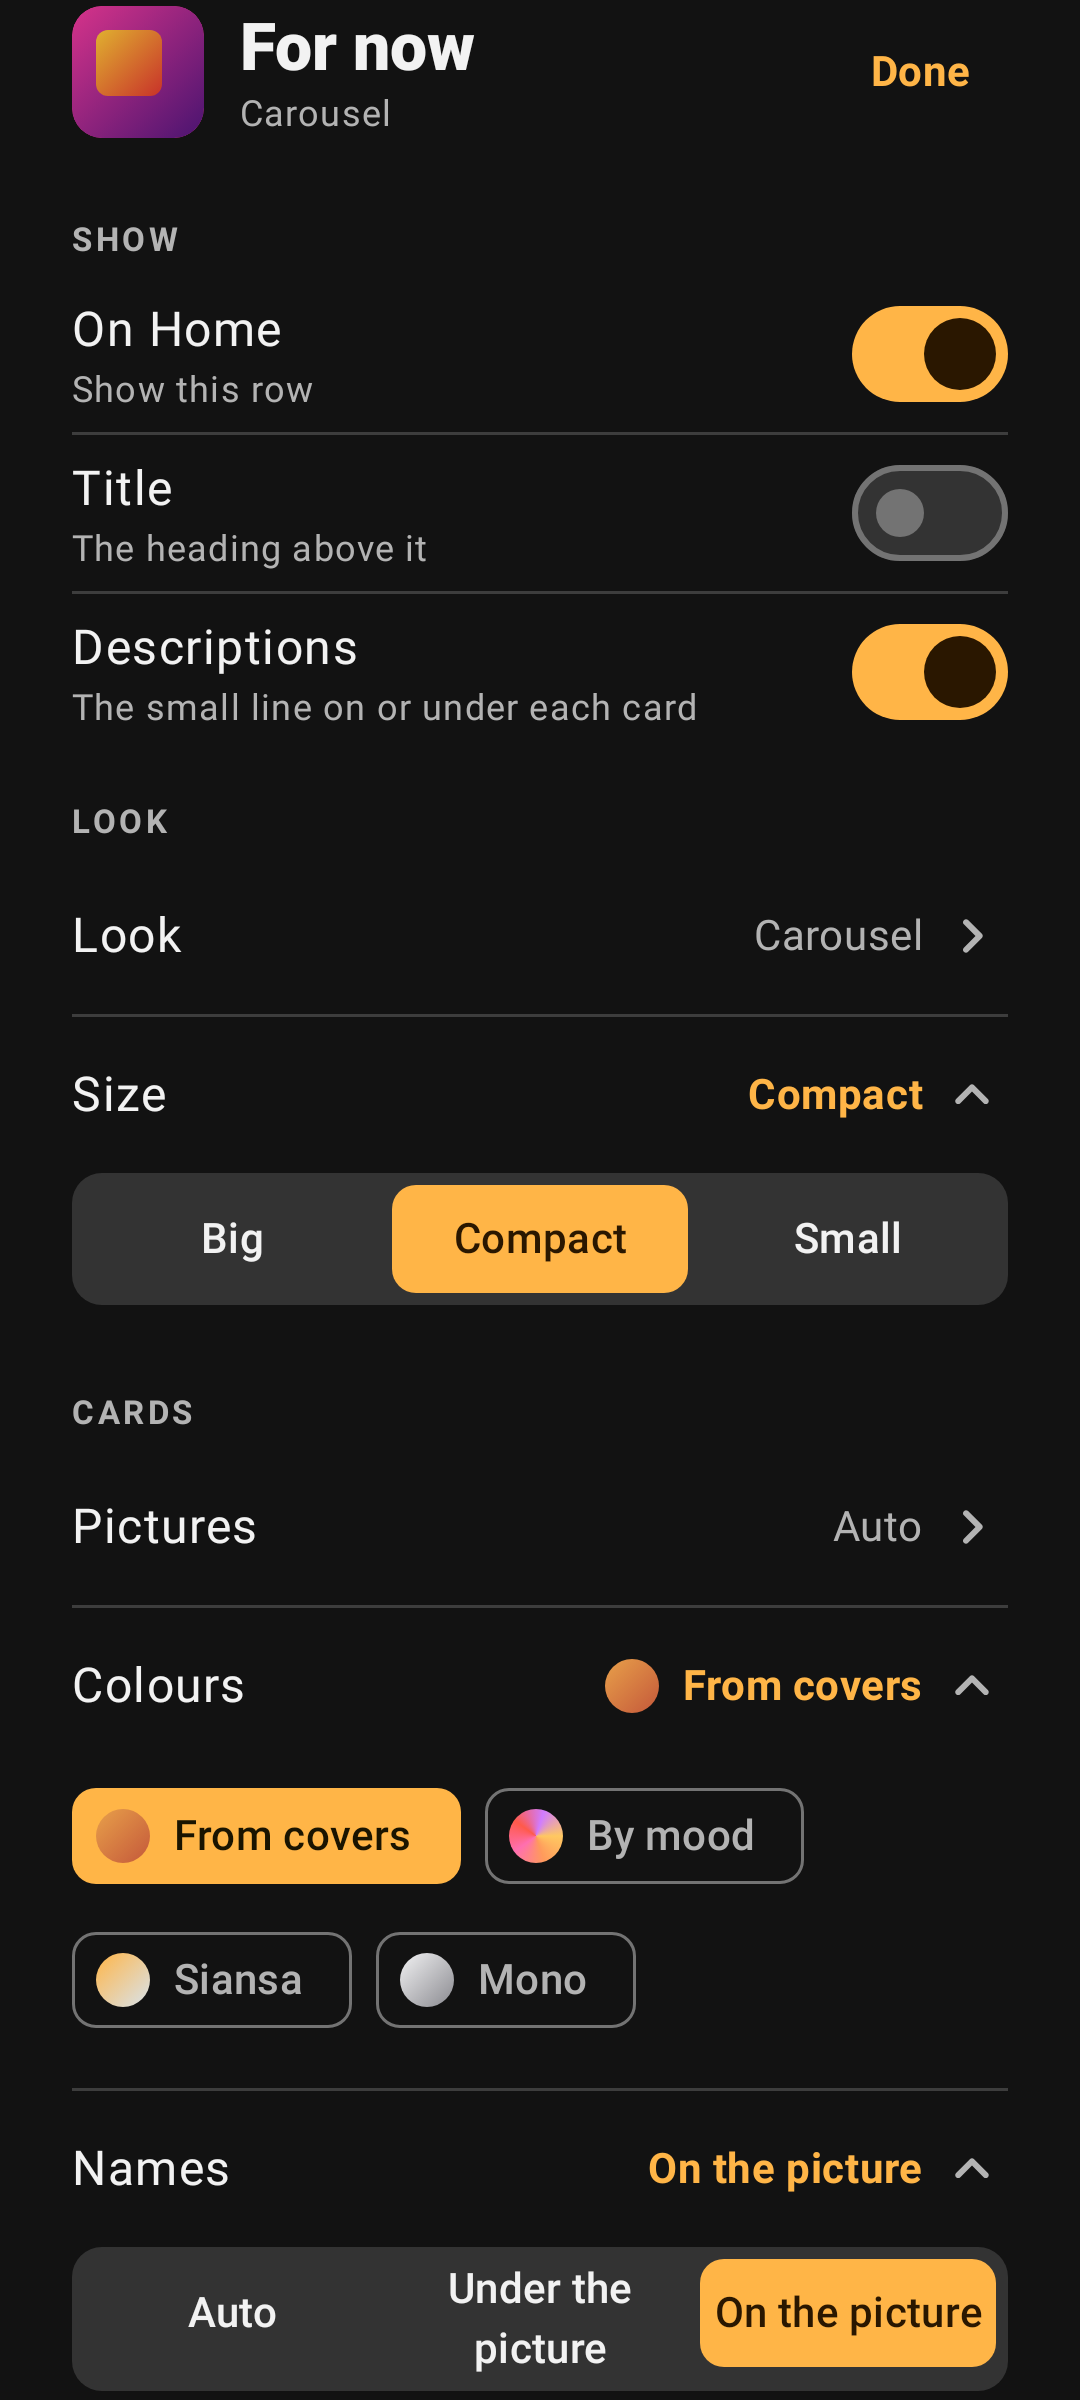 For now
Carousel
Done
SHOW
On Home
Show this row
Title
The heading above it
Descriptions
The small line on or under each card
LOOK
Look
Carousel
Size
Compact
Big
Compact
Small
CARDS
Pictures
Auto
Colours
From covers
From covers
By mood
Siansa
Mono
Names
On the picture
Auto
Under the
picture
On the picture